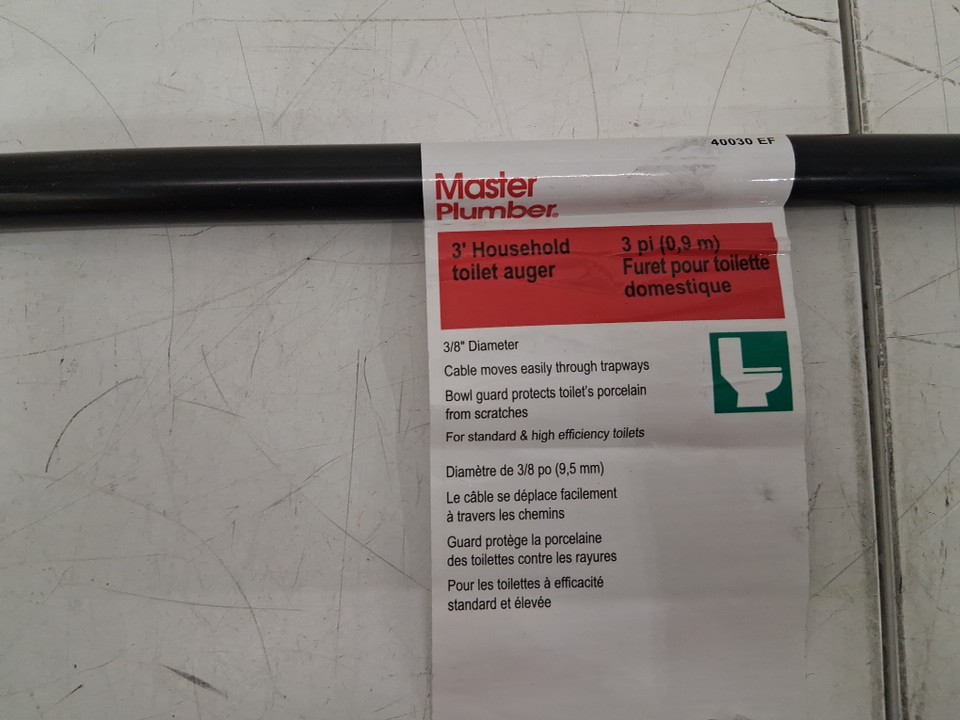 40030 EF
Master
Plumber®
3' Household
toilet auger
3 pi (0,9 m)
Furet pour toilette
domestique
3/8" Diameter
Cable moves easily through trapways
Bowl guard protects toilet's porcelain
from scratches
For standard & high efficiency toilets
Diamètre de 3/8 po (9,5 mm)
Le câble se déplace facilement
à travers les chemins
Guard protège la porcelaine
des toilettes contre les rayures
Pour les toilettes à efficacité
standard et élevée